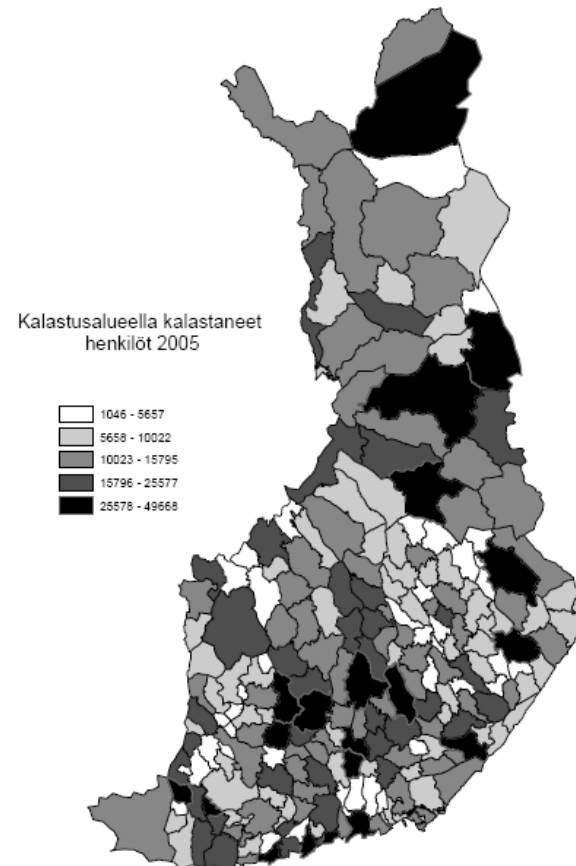 Kalastusalueella kalastaneet
henkilöt 2005
1046 - 5657
5658 - 10022
10023 - 15795
15796 - 25577
25578 - 49668